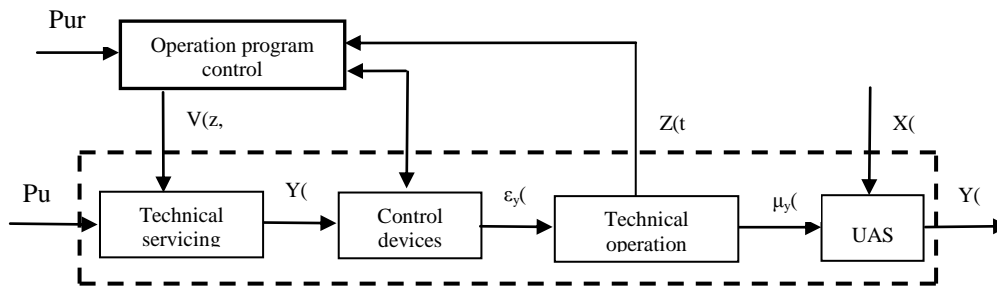 Pur
Operation program
control
V(z,
Z(t
X(
Pu
Technical
servicing
Y(
Control
devices
εy(
Technical
operation
μy(
UAS
Y(